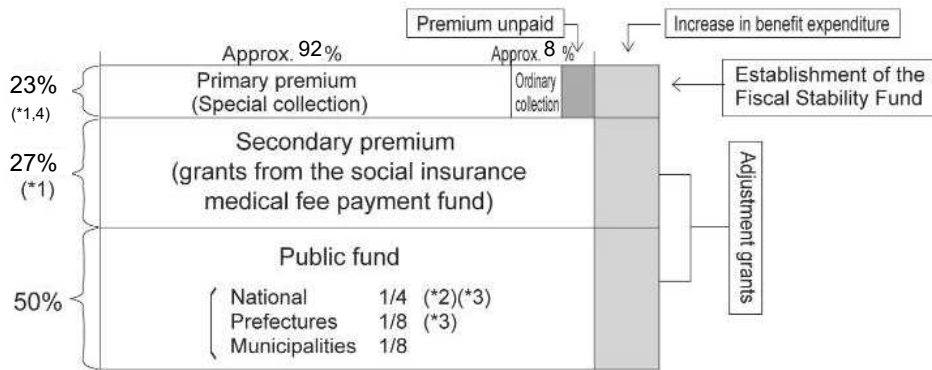 Premium unpaid
Increase in benefit expenditure
Approx. 92 %
Approx. 8 %
23%
(*1,4)
Primary premium
(Special collection)
Ordinary
collection
Establishment of the
Fiscal Stability Fund
27%
(*1)
Secondary premium
(grants from the social insurance
medical fee payment fund)
Adjustment grants
50%
Public fund
National 1/4 (*2)(*3)
Prefectures 1/8 (*3)
Municipalities 1/8